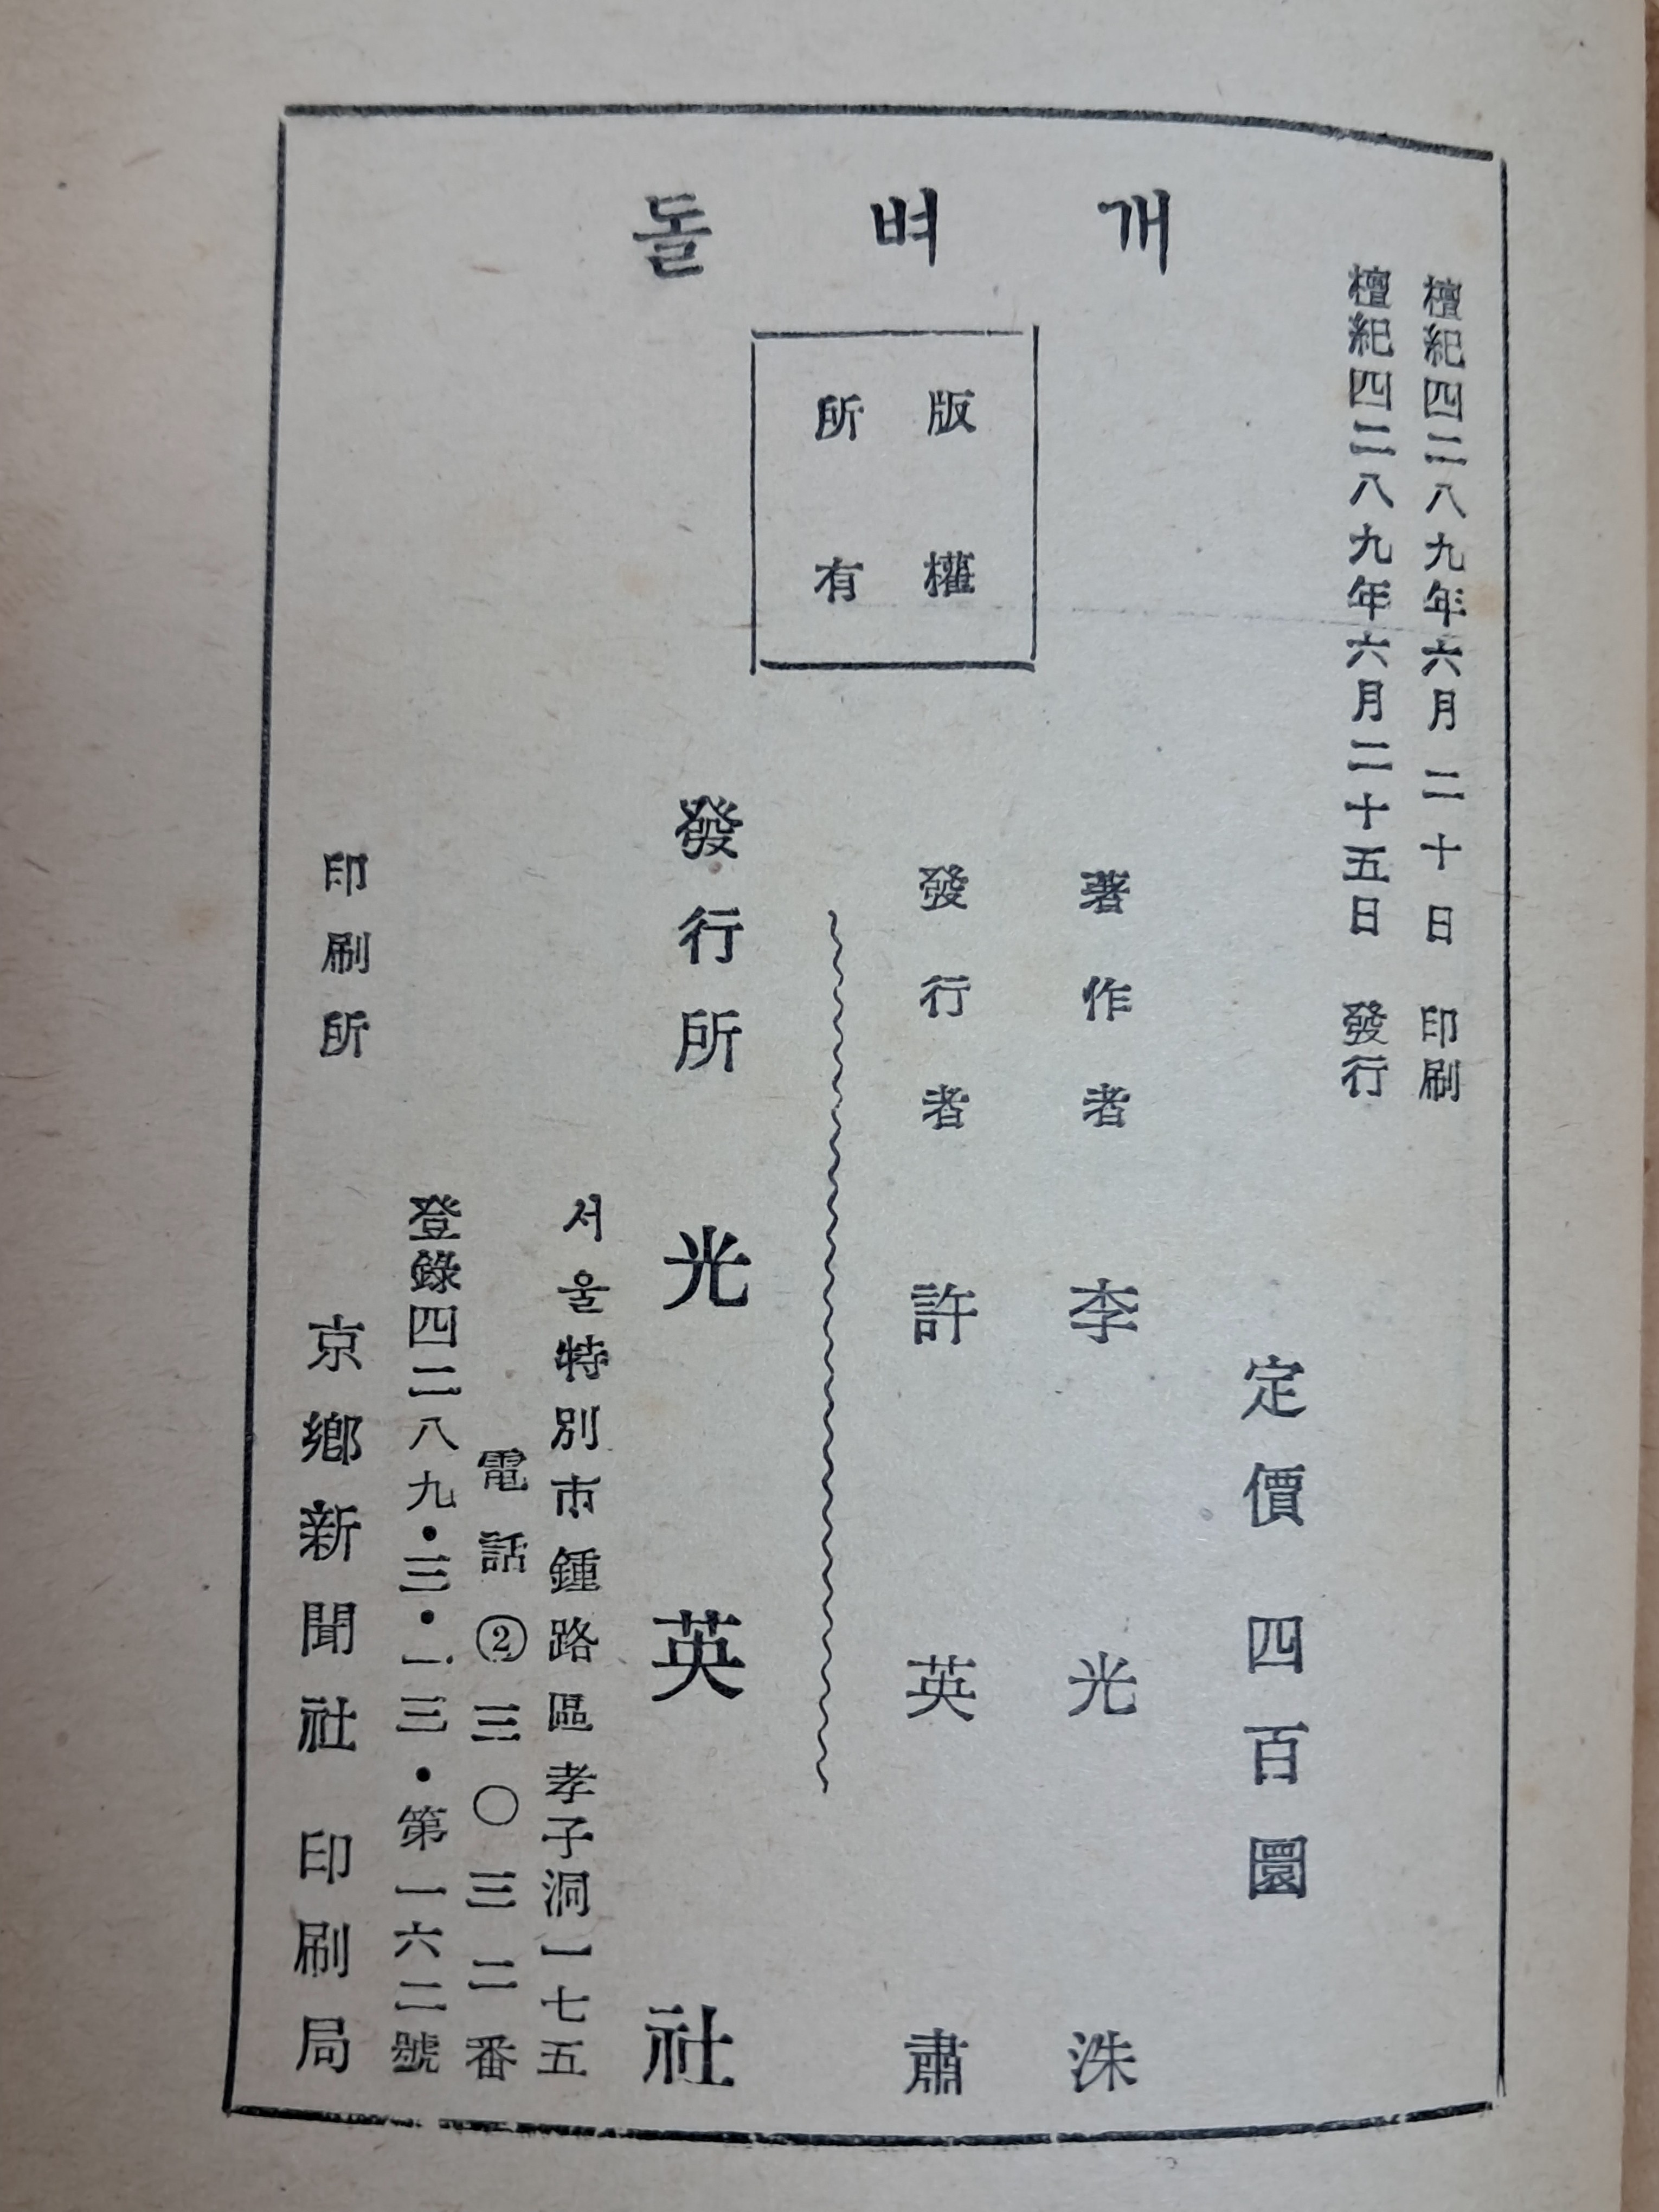 돌벼개
檀紀四二八九年六月二十日 印刷
檀紀四二八九年六月二十五日 發行
定價 四百圜
版權
所有
著作者 李光洙
發行者 許英肅
發行所 光英社
서울特別市鍾路區孝子洞一七五
電話②三〇三二番
登錄四二八九・三・一三・第一六二號
印刷所 京鄕新聞社 印刷局